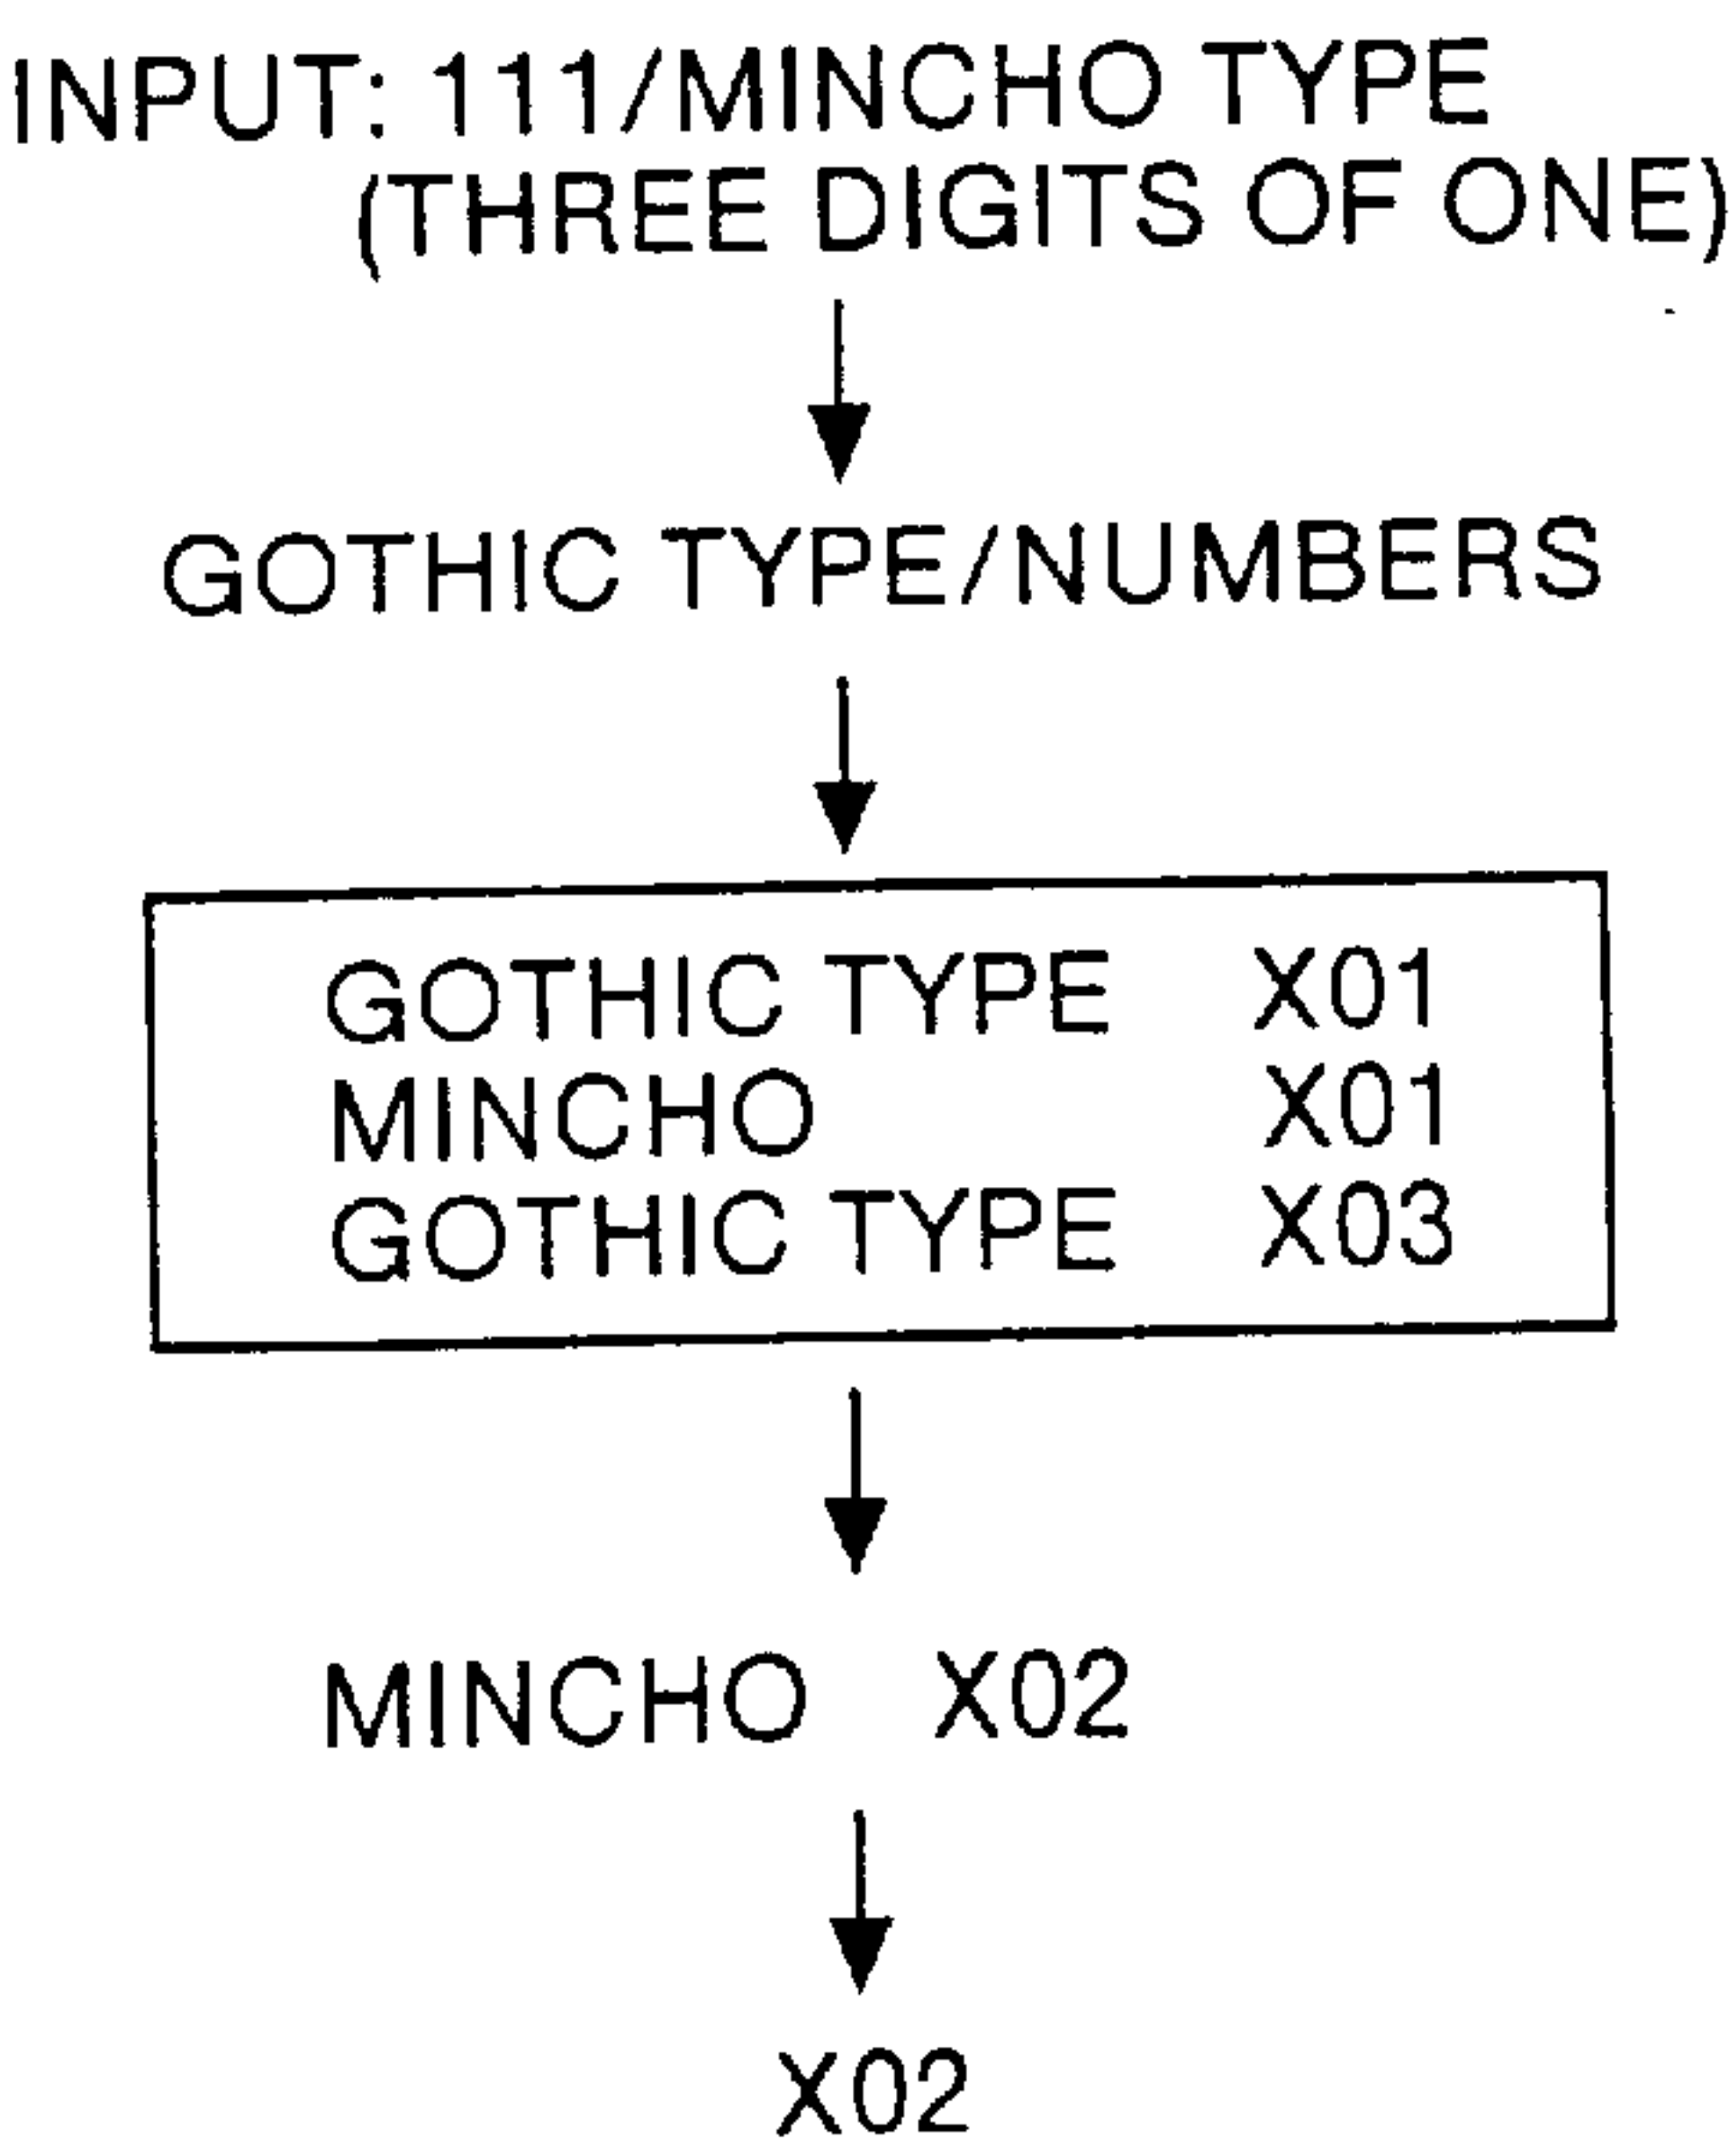 INPUT: 111/MINCHO TYPE
(THREE DIGITS OF ONE)
GOTHIC TYPE/NUMBERS
GOTHIC TYPE X01
MINCHO X01
GOTHIC TYPE X03
MINCHO X02
X02